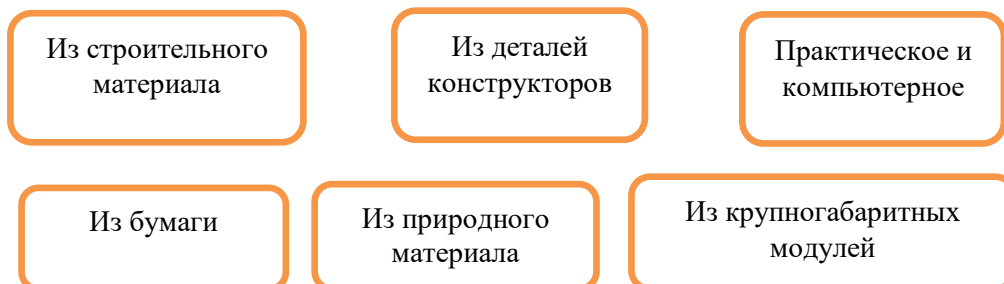 Из строительного
материала
Из деталей
конструкторов
Практическое и
компьютерное
Из бумаги
Из природного
материала
Из крупногабаритных
модулей